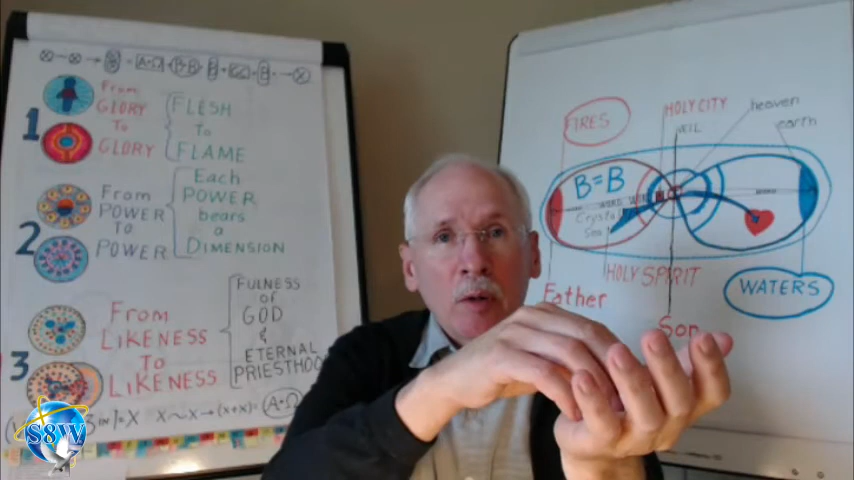 1
From
GLORY
To
GLORY
FLESH
To
FLAME
2
From
POWER
TO
POWER
Each
POWER
bears
a
DIMENSION
3
From
LIKENESS
To
LIKENESS
FULNESS
of
GOD
&
ETERNAL
PRIESTHOO
S8W
FIRES
HOLY CITY
heaven
earth
B=B
Crystal
Sea
HOLY SPIRIT
Father
Son
WATERS